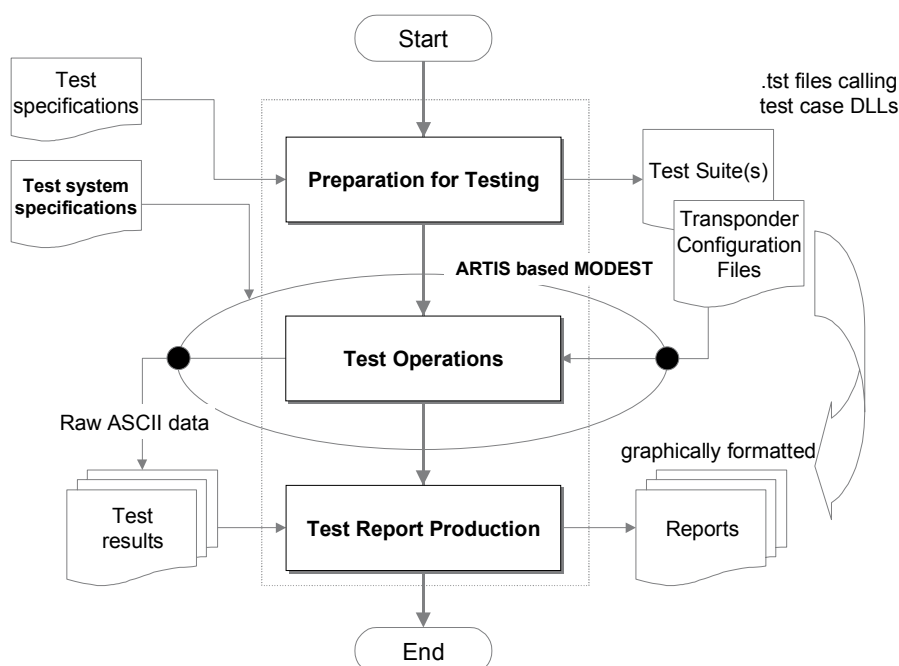 Start
Test
specifications
.tst files calling
test case DLLs
Preparation for Testing
Test Suite(s)
Test system
specifications
Transponder
Configuration
Files
ARTIS based MODEST
Test Operations
Raw ASCII data
graphically formatted
Test
results
Test Report Production
Reports
End